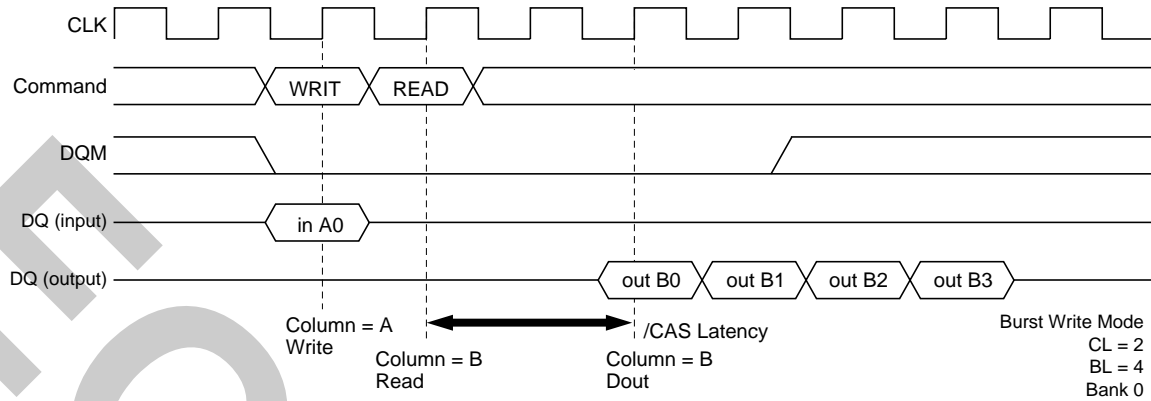 CLK
Command
WRIT
READ
DQM
DQ (input)
in A0
DQ (output)
out B0
out B1
out B2
out B3
Column = A
Write
Column = B
Read
/CAS Latency
Column = B
Dout
Burst Write Mode
CL = 2
BL = 4
Bank 0